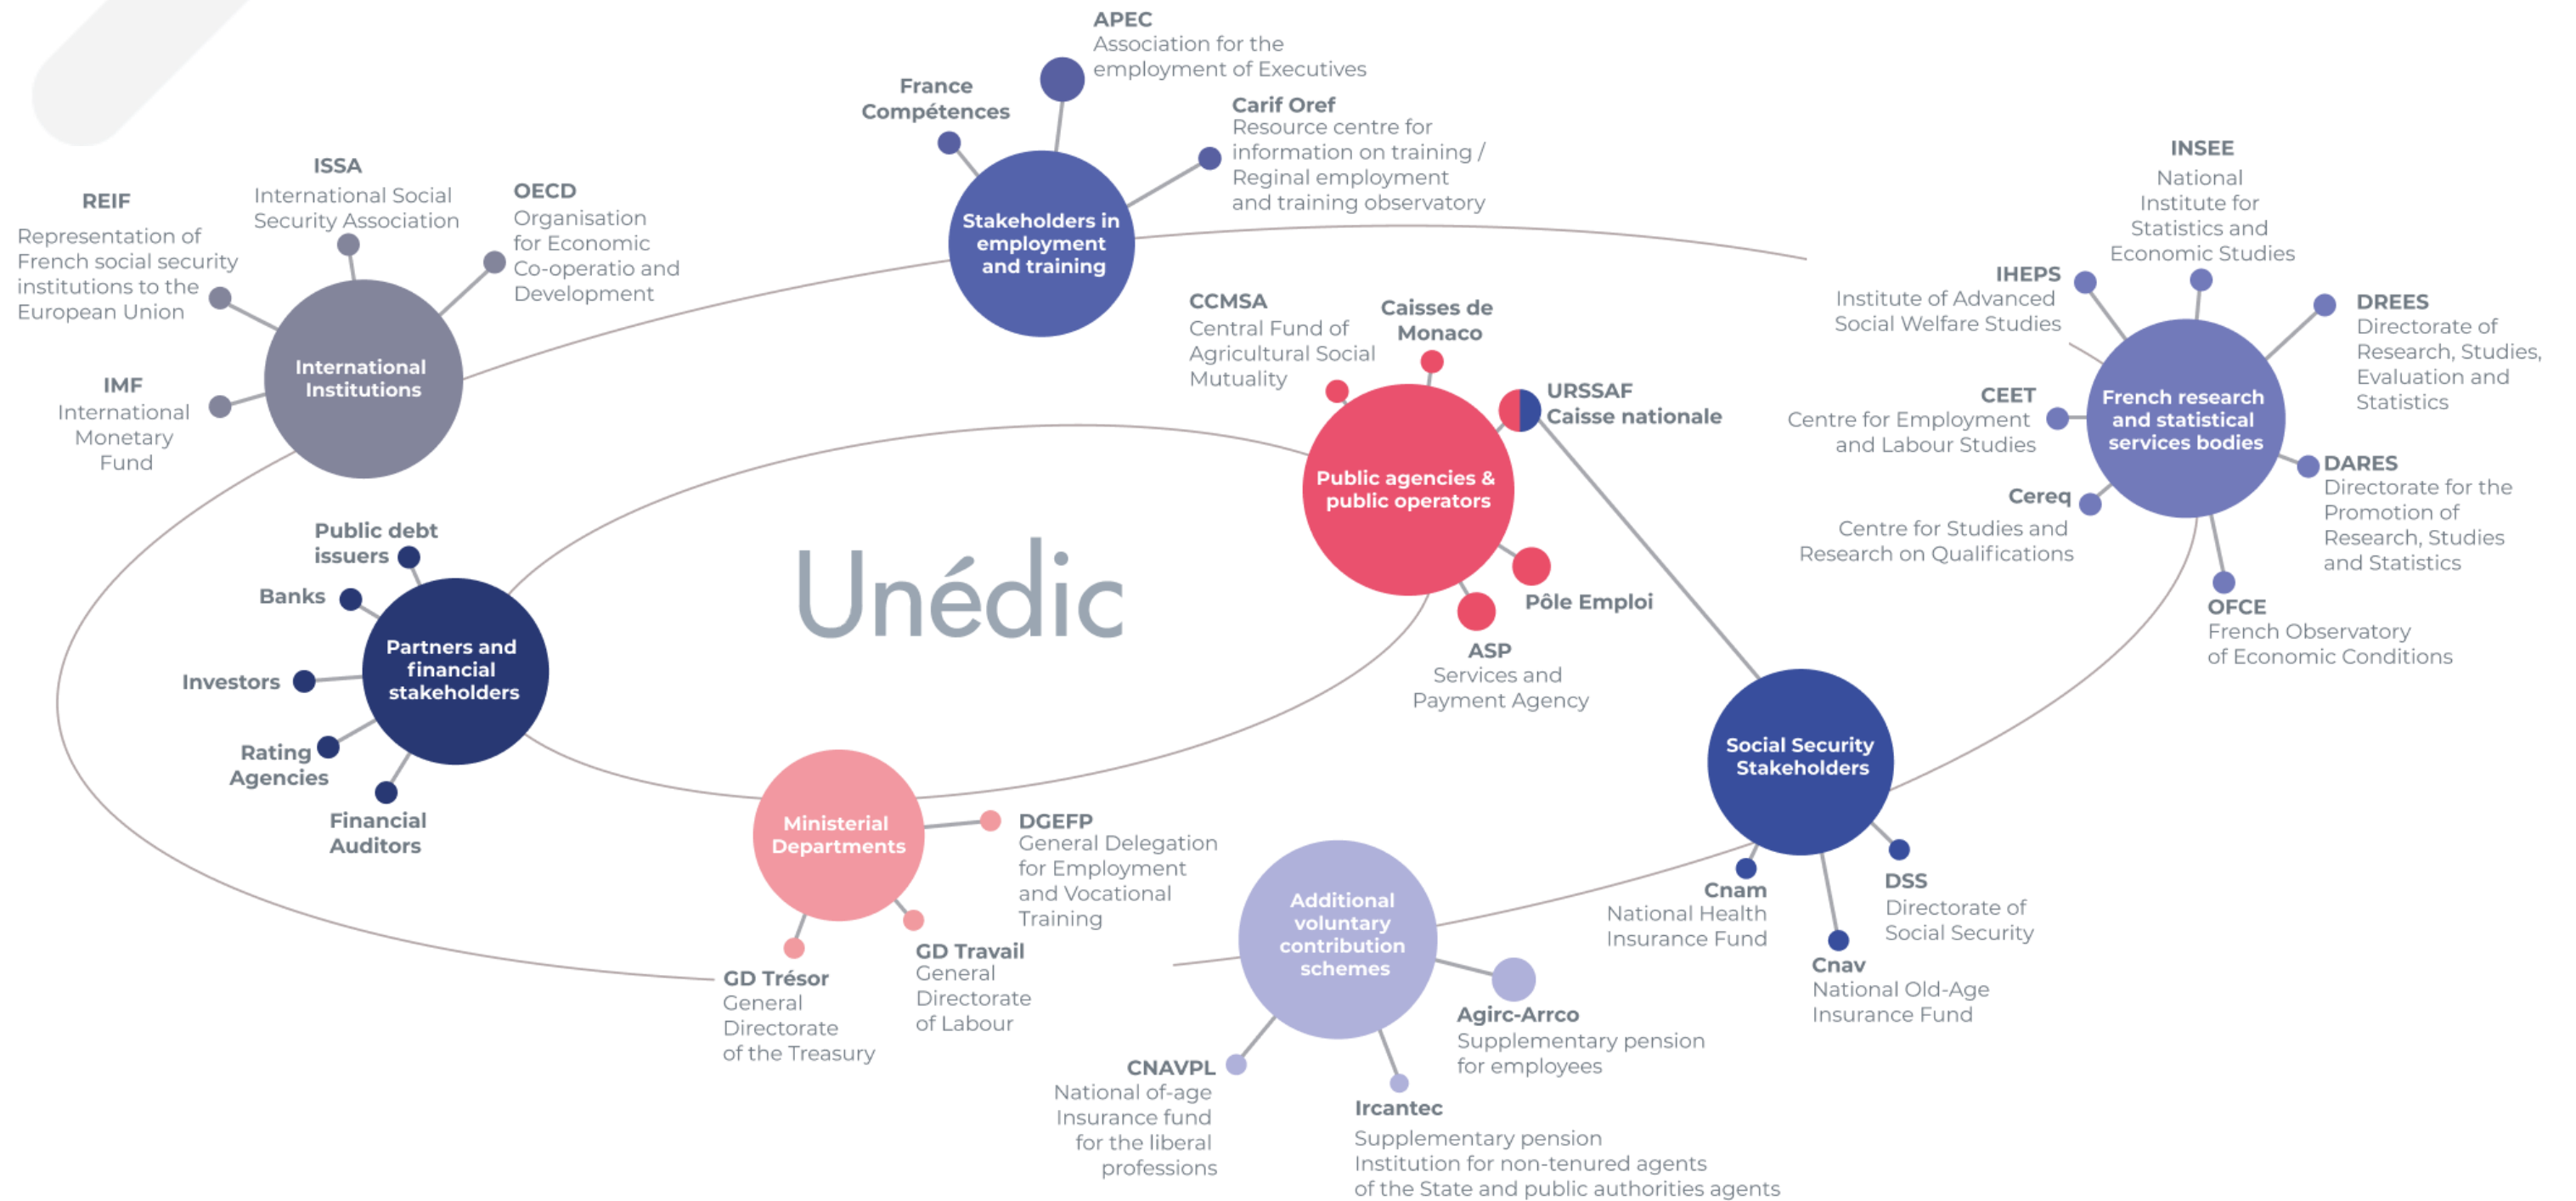 APEC
Association for the
employment of Executives
France
Compétences
Carif Oref
Resource centre for
information on training /
Reginal employment
and training observatory
Stakeholders in
employment
and training
ISSA
International Social
Security Association
REIF
Representation of
French social security
institutions to the
European Union
OECD
Organisation
for Economic
Co-operatio and
Development
IMF
International
Monetary
Fund
International
Institutions
INSEE
National
Institute for
Statistics and
Economic Studies
IHEPS
Institute of Advanced
Social Welfare Studies
DREES
Directorate of
Research, Studies,
Evaluation and
Statistics
CEET
Centre for Employment
and Labour Studies
French research
and statistical
services bodies
DARES
Directorate for the
Promotion of
Research, Studies
and Statistics
Cereq
Centre for Studies and
Research on Qualifications
OFCE
French Observatory
of Economic Conditions
CCMSA
Central Fund of
Agricultural Social
Mutuality
Caisses de
Monaco
URSSAF
Caisse nationale
Public agencies &
public operators
Pôle Emploi
ASP
Services and
Payment Agency
Unédic
Public debt
issuers
Banks
Investors
Rating
Agencies
Financial
Auditors
Partners and
financial
stakeholders
Ministerial
Departments
DGEFP
General Delegation
for Employment
and Vocational
Training
GD Travail
General
Directorate
of Labour
GD Trésor
General
Directorate
of the Treasury
Social Security
Stakeholders
Cnam
National Health
Insurance Fund
DSS
Directorate of
Social Security
Cnav
National Old-Age
Insurance Fund
Additional
voluntary
contribution
schemes
Agirc-Arrco
Supplementary pension
for employees
CNAVPL
National of-age
Insurance fund
for the liberal
professions
Ircantec
Supplementary pension
Institution for non-tenured agents
of the State and public authorities agents